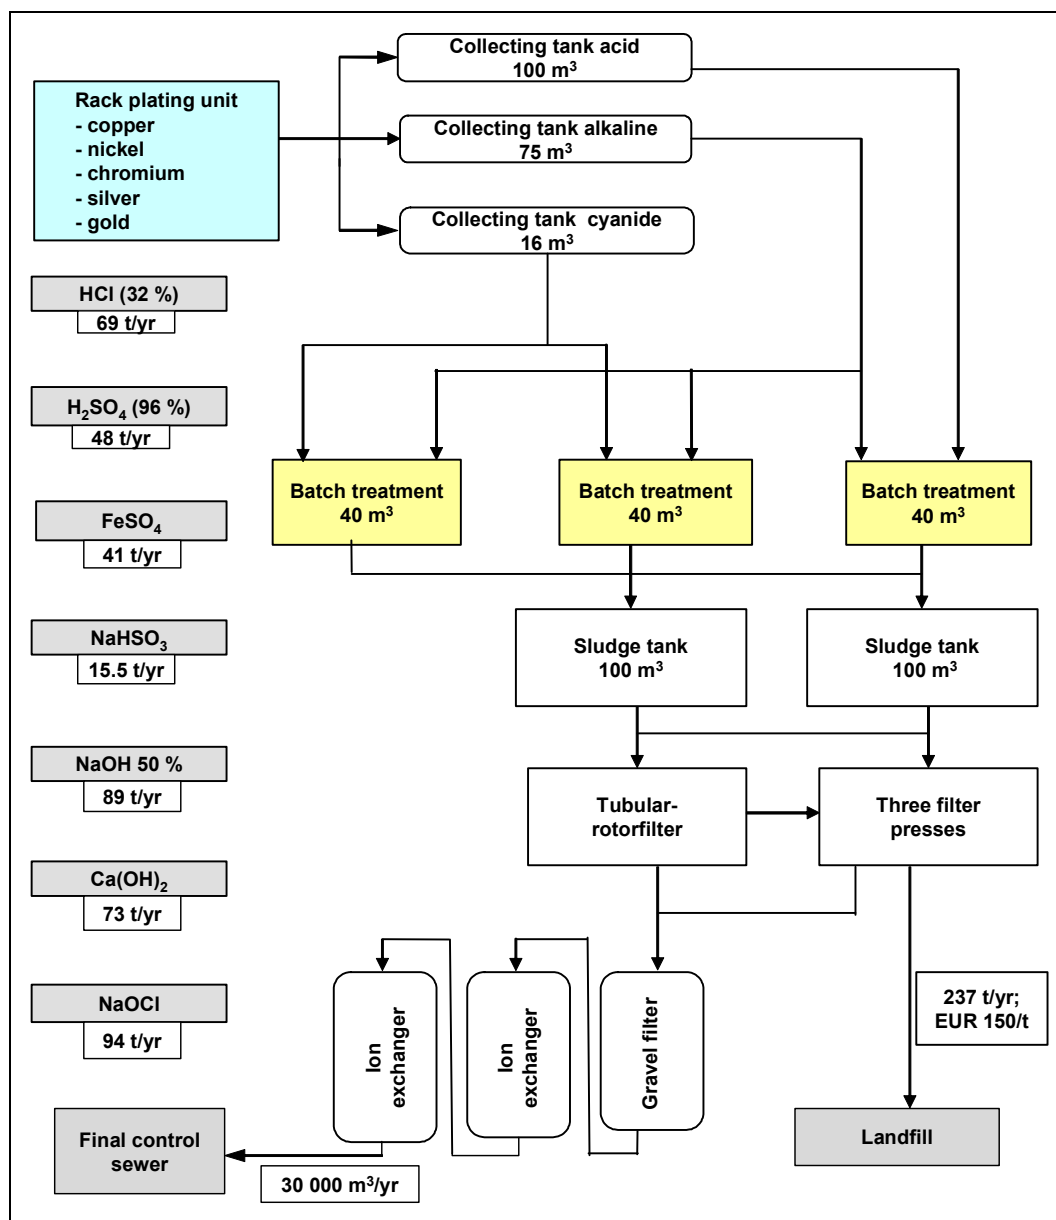 Collecting tank acid
100 m³
Rack plating unit
- copper
- nickel
- chromium
- silver
- gold
Collecting tank alkaline
75 m³
Collecting tank cyanide
16 m³
HCl (32 %)
69 t/yr
H₂SO₄ (96 %)
48 t/yr
Batch treatment
40 m³
Batch treatment
40 m³
Batch treatment
40 m³
FeSO₄
41 t/yr
NaHSO₃
15.5 t/yr
Sludge tank
100 m³
Sludge tank
100 m³
NaOH 50 %
89 t/yr
Tubular-
rotorfilter
Three filter
presses
Ca(OH)₂
73 t/yr
NaOCl
94 t/yr
Ion
exchanger
Ion
exchanger
Gravel filter
237 t/yr;
EUR 150/t
Final control
sewer
30 000 m³/yr
Landfill